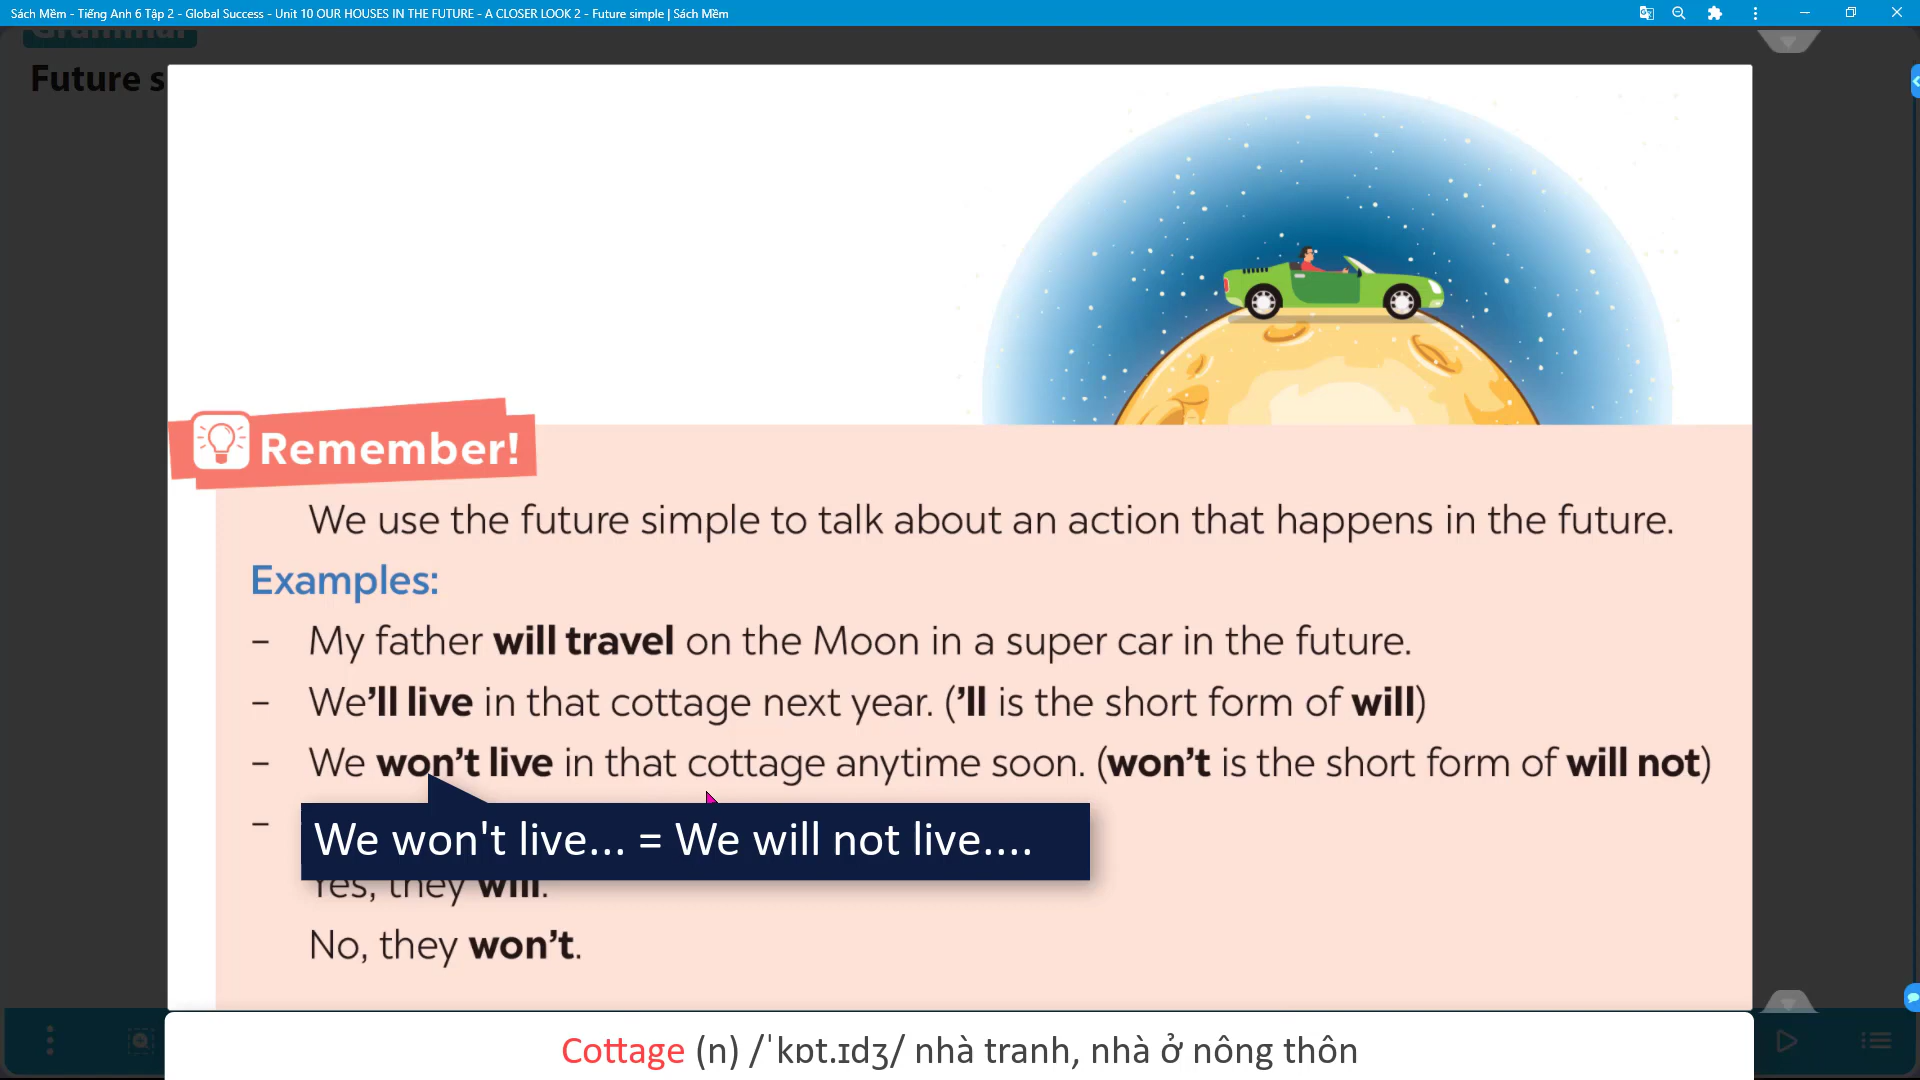 Sách Mềm - Tiếng Anh 6 Tập 2 - Global Success - Unit 10 OUR HOUSES IN THE FUTURE - A CLOSER LOOK 2 - Future simple | Sách Mềm
Grammar
Future s
Remember!
We use the future simple to talk about an action that happens in the future.
Examples:
– My father will travel on the Moon in a super car in the future.
– We’ll live in that cottage next year. (’ll is the short form of will)
– We won’t live in that cottage anytime soon. (won’t is the short form of will not)
–
We won't live... = We will not live....
Yes, they will.
No, they won’t.
Cottage (n) /ˈkɒt.ɪdʒ/ nhà tranh, nhà ở nông thôn